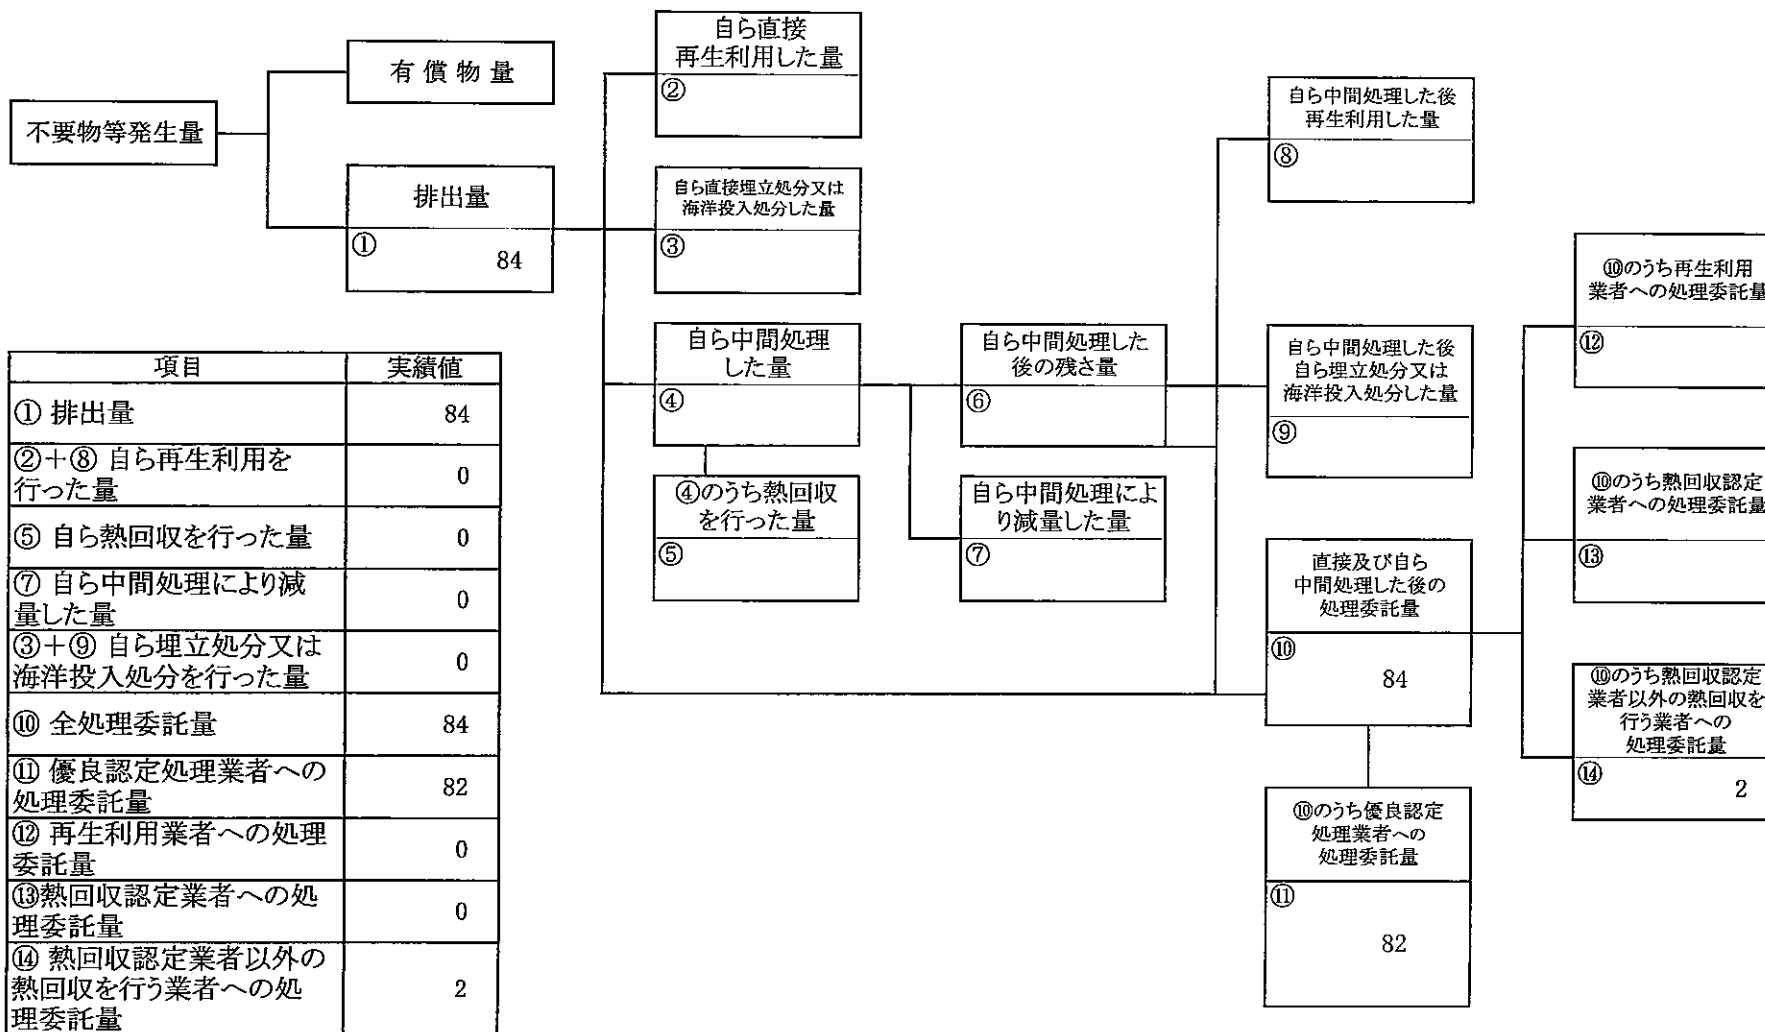 不要物等発生量
有 償 物 量
排出量
①
84
自ら直接
再生利用した量
②
自ら直接埋立処分又は
海洋投入処分した量
③
自ら中間処理
した量
④
④のうち熱回収
を行った量
⑤
自ら中間処理した
後の残さ量
⑥
自ら中間処理によ
り減量した量
⑦
自ら中間処理した後
再生利用した量
⑧
自ら中間処理した後
自ら埋立処分又は
海洋投入処分した量
⑨
直接及び自ら
中間処理した後の
処理委託量
⑩
84
⑩のうち優良認定
処理業者への
処理委託量
⑪
82
⑩のうち再生利用
業者への処理委託量
⑫
⑩のうち熱回収認定
業者への処理委託量
⑬
⑩のうち熱回収認定
業者以外の熱回収を
行う業者への
処理委託量
⑭
2
項目 実績値
① 排出量 84
②+⑧ 自ら再生利用を
行った量 0
⑤ 自ら熱回収を行った量 0
⑦ 自ら中間処理により減
量した量 0
③+⑨ 自ら埋立処分又は
海洋投入処分を行った量 0
⑩ 全処理委託量 84
⑪ 優良認定処理業者への
処理委託量 82
⑫ 再生利用業者への処理
委託量 0
⑬熱回収認定業者への処
理委託量 0
⑭ 熱回収認定業者以外の
熱回収を行う業者への処
理委託量 2